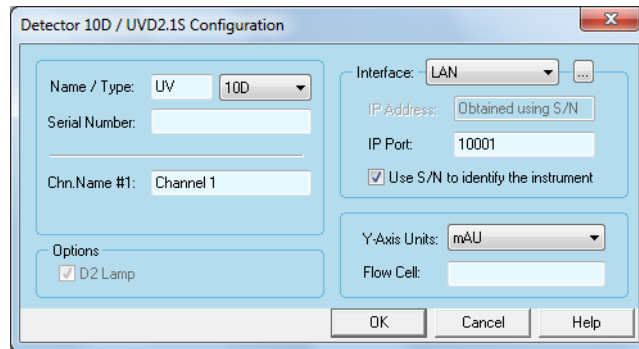 Detector 10D / UVD2.1S Configuration
Name / Type: UV 10D
Serial Number:
Chn.Name #1: Channel 1
Options
D2 Lamp
Interface: LAN ...
IP Address: Obtained using S/N
IP Port: 10001
Use S/N to identify the instrument
Y-Axis Units: mAU
Flow Cell:
OK Cancel Help